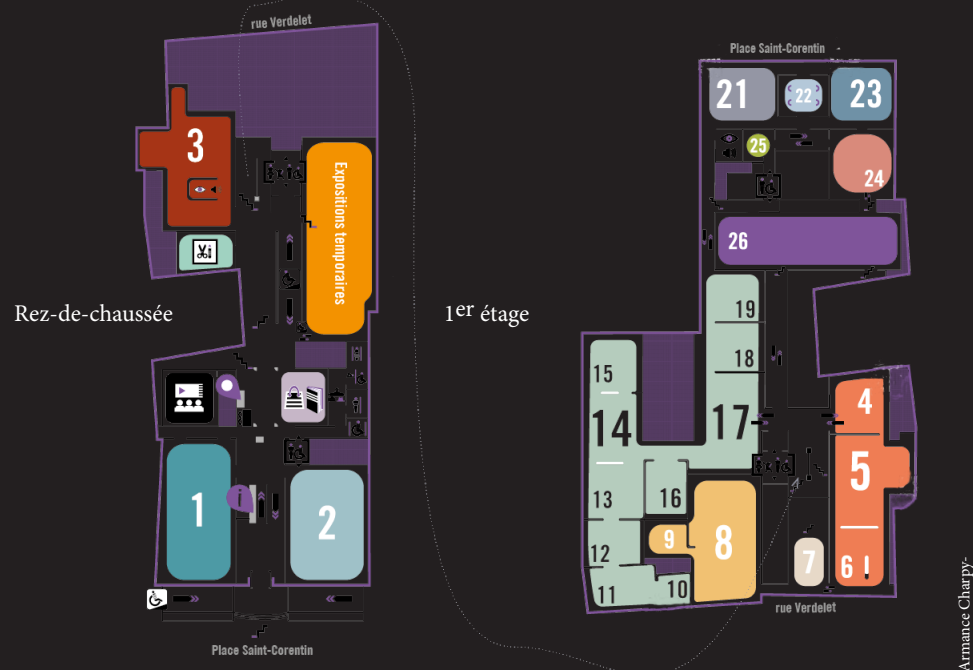 rue Verdelet
3
Expositions temporaires
Rez-de-chaussée
i
1
2
Place Saint-Corentin
1er étage
Place Saint-Corentin
21
22
23
25
24
26
19
18
17
15
14
13
16
12
11
10
9
8
4
5
6
7
rue Verdelet
Armance Charpy-